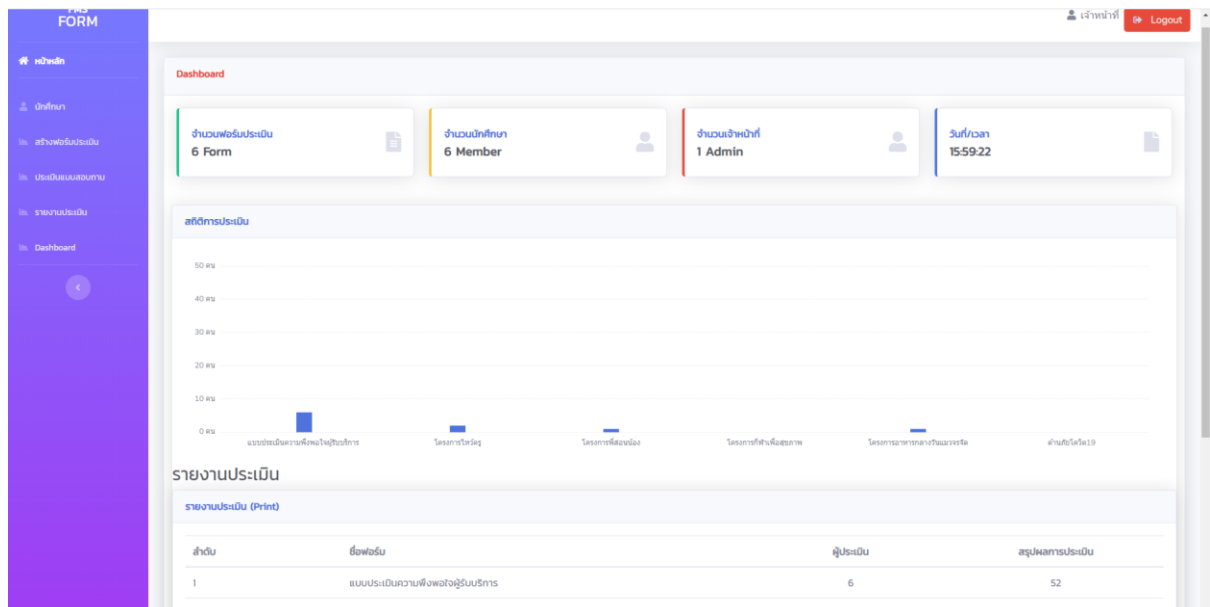 FORM
เจ้าหน้าที่
Logout
หน้าหลัก
นักศึกษา
สร้างฟอร์มประเมิน
ประเมินแบบสอบถาม
รายงานประเมิน
Dashboard
Dashboard
จำนวนฟอร์มประเมิน
6 Form
จำนวนนักศึกษา
6 Member
จำนวนเจ้าหน้าที่
1 Admin
วันที่/เวลา
15:59:22
สถิติการประเมิน
50 คน
40 คน
30 คน
20 คน
10 คน
0 คน
แบบประเมินความพึงพอใจผู้รับบริการ
โครงการไหว้ครู
โครงการพี่สอนน้อง
โครงการกีฬาเพื่อสุขภาพ
โครงการอาหารกลางวันแมวจรจัด
ต้านภัยโควิด19
รายงานประเมิน
รายงานประเมิน (Print)
ลำดับ ชื่อฟอร์ม ผู้ประเมิน สรุปผลการประเมิน
1 แบบประเมินความพึงพอใจผู้รับบริการ 6 52